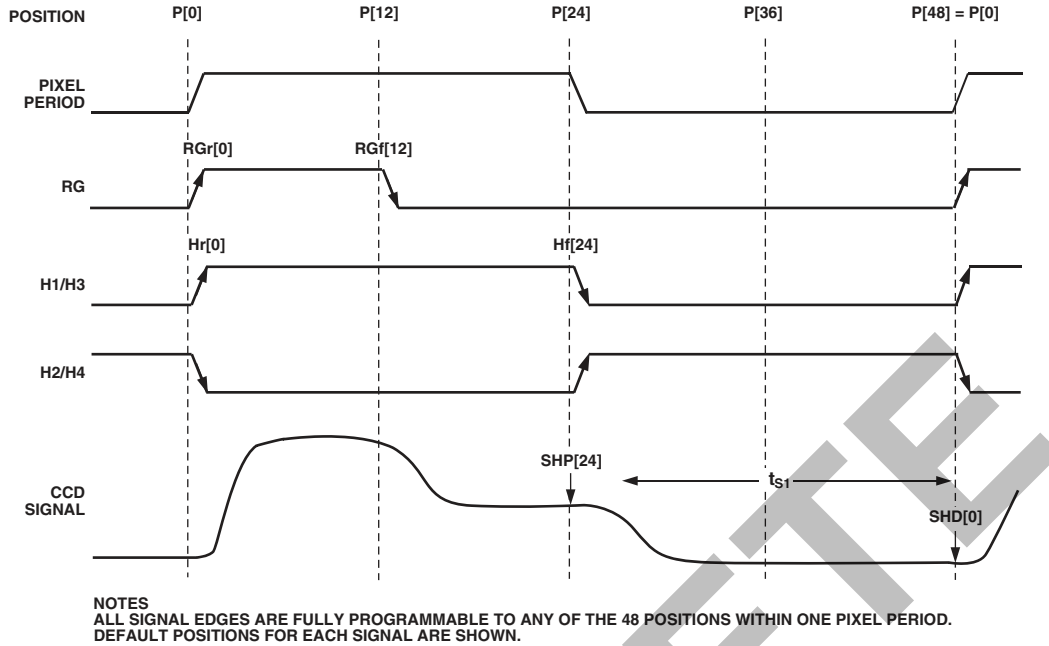 POSITION P[0] P[12] P[24] P[36] P[48] = P[0]
PIXEL
PERIOD
RGr[0] RGf[12]
RG
Hr[0] Hf[24]
H1/H3
H2/H4
SHP[24]
tS1
CCD
SIGNAL
SHD[0]
NOTES
ALL SIGNAL EDGES ARE FULLY PROGRAMMABLE TO ANY OF THE 48 POSITIONS WITHIN ONE PIXEL PERIOD.
DEFAULT POSITIONS FOR EACH SIGNAL ARE SHOWN.
ETE